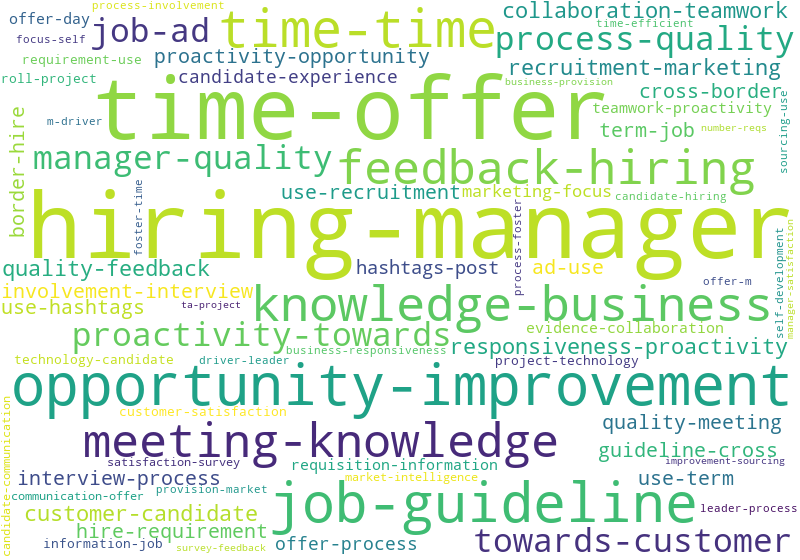 process-involvement
offer-day
job-ad
time-time
collaboration-teamwork
time-efficient
focus-self
process-quality
requirement-use
proactivity-opportunity
recruitment-marketing
roll-project
candidate-experience
business-provision
cross-border
time-offer
teamwork-proactivity
m-driver
term-job
number-reqs
sourcing-use
border-hire
manager-quality
feedback-hiring
foster-time
use-recruitment
marketing-focus
candidate-hiring
hiring-manager
process-foster
quality-feedback
hashtags-post
ad-use
self-development
manager-satisfaction
offer-m
involvement-interview
use-hashtags
ta-project
knowledge-business
proactivity-towards
evidence-collaboration
business-responsiveness
responsiveness-proactivity
technology-candidate
driver-leader
project-technology
opportunity-improvement
candidate-communication
customer-satisfaction
meeting-knowledge
quality-meeting
guideline-cross
satisfaction-survey
requisition-information
improvement-sourcing
interview-process
market-intelligence
use-term
communication-offer
provision-market
job-guideline
customer-candidate
leader-process
hire-requirement
information-job
survey-feedback
offer-process
towards-customer